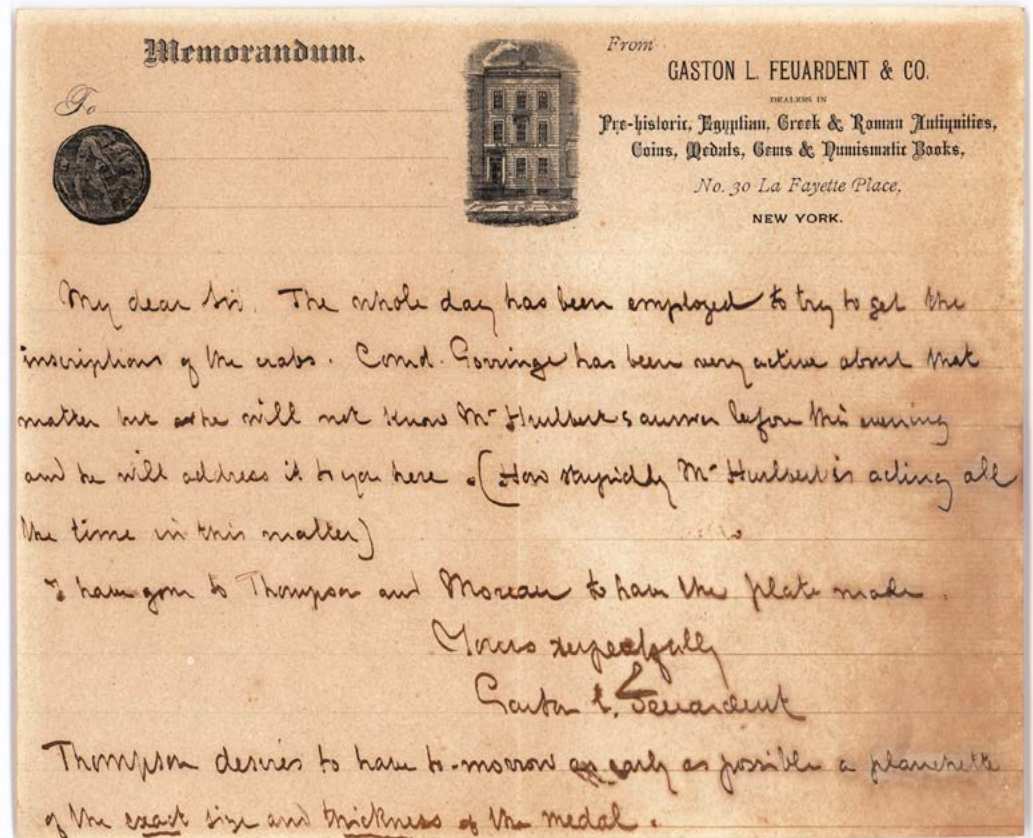 Memorandum.
To
From
GASTON L. FEUARDENT & CO.
DEALERS IN
Pre-historic, Egyptian, Greek & Roman Antiquities,
Coins, Medals, Gems & Numismatic Books,
No. 30 La Fayette Place,
NEW YORK.
My dear Sir. The whole day has been employed to try to get the
inscriptions of the crabs. Comd. Gorringe has been very active about that
matter but he will not know Mr Hurlbert's answer before this evening
and he will address it to you here. (How stupidly Mr Hurlbert is acting all
the time in this matter)
I have gone to Thompson and Moreau to have the plate made.
Yours respectfully
Gaston L. Feuardent
Thompson desires to have to-morrow as early as possible a planchette
of the exact size and thickness of the medal.